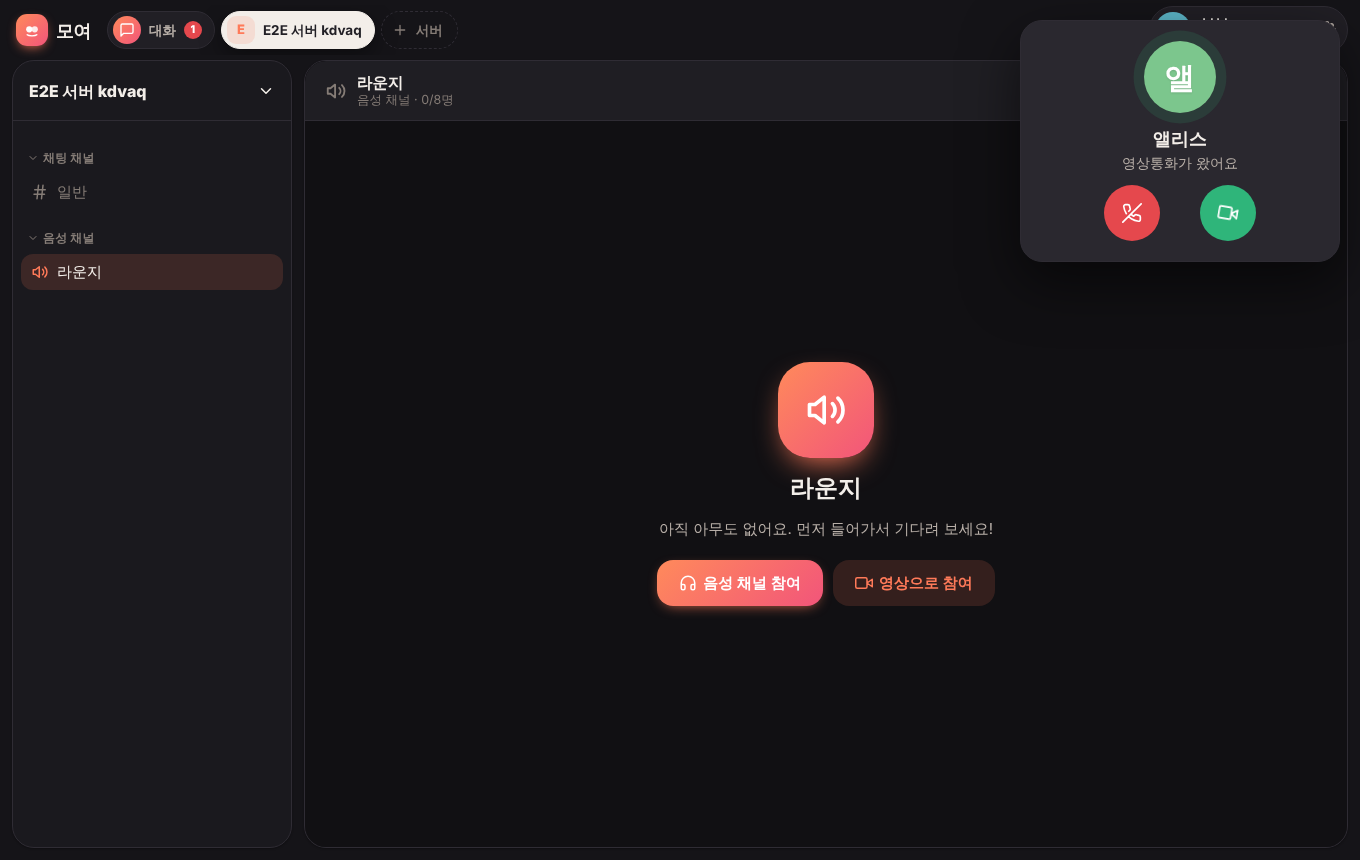 모여
대화 1
E E2E 서버 kdvaq
서버
E2E 서버 kdvaq
채팅 채널
일반
음성 채널
라운지
라운지
음성 채널 · 0/8명
앨
앨리스
영상통화가 왔어요
라운지
아직 아무도 없어요. 먼저 들어가서 기다려 보세요!
음성 채널 참여
영상으로 참여